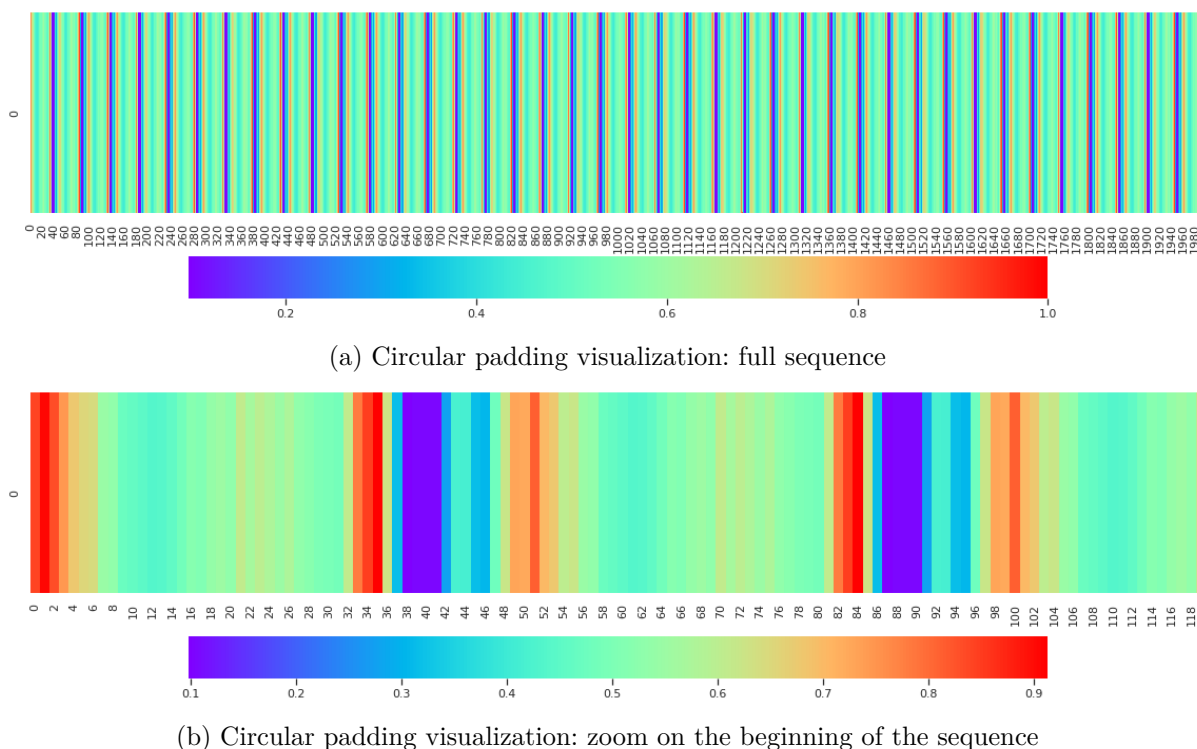 0
0 20 40 60 80 100 120 140 160 180 200 220 240 260 280 300 320 340 360 380 400 420 440 460 480 500 520 540 560 580 600 620 640 660 680 700 720 740 760 780 800 820 840 860 880 900 920 940 960 980 1000 1020 1040 1060 1080 1100 1120 1140 1160 1180 1200 1220 1240 1260 1280 1300 1320 1340 1360 1380 1400 1420 1440 1460 1480 1500 1520 1540 1560 1580 1600 1620 1640 1660 1680 1700 1720 1740 1760 1780 1800 1820 1840 1860 1880 1900 1920 1940 1960 1980
0.2 0.4 0.6 0.8 1.0
(a) Circular padding visualization: full sequence
0
0 2 4 6 8 10 12 14 16 18 20 22 24 26 28 30 32 34 36 38 40 42 44 46 48 50 52 54 56 58 60 62 64 66 68 70 72 74 76 78 80 82 84 86 88 90 92 94 96 98 100 102 104 106 108 110 112 114 116 118
0.1 0.2 0.3 0.4 0.5 0.6 0.7 0.8 0.9
(b) Circular padding visualization: zoom on the beginning of the sequence